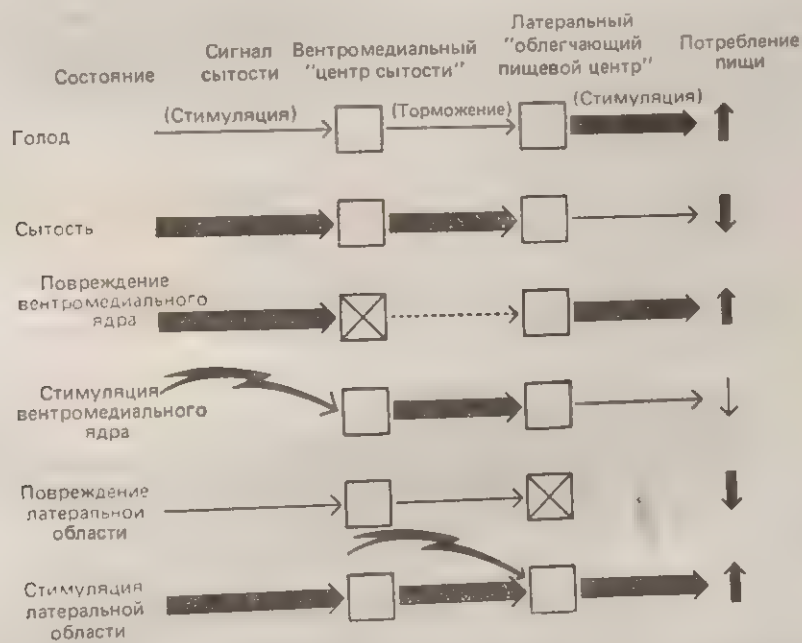 Состояние
Сигнал
сытости
Вентромедиальный
"центр сытости"
Латеральный
"облегчающий
пищевой центр"
Потребление
пищи
Голод
(Стимуляция)
(Торможение)
(Стимуляция)
Сытость
Повреждение
вентромедиального
ядра
Стимуляция
вентромедиального
ядра
Повреждение
латеральной
области
Стимуляция
латеральной
области